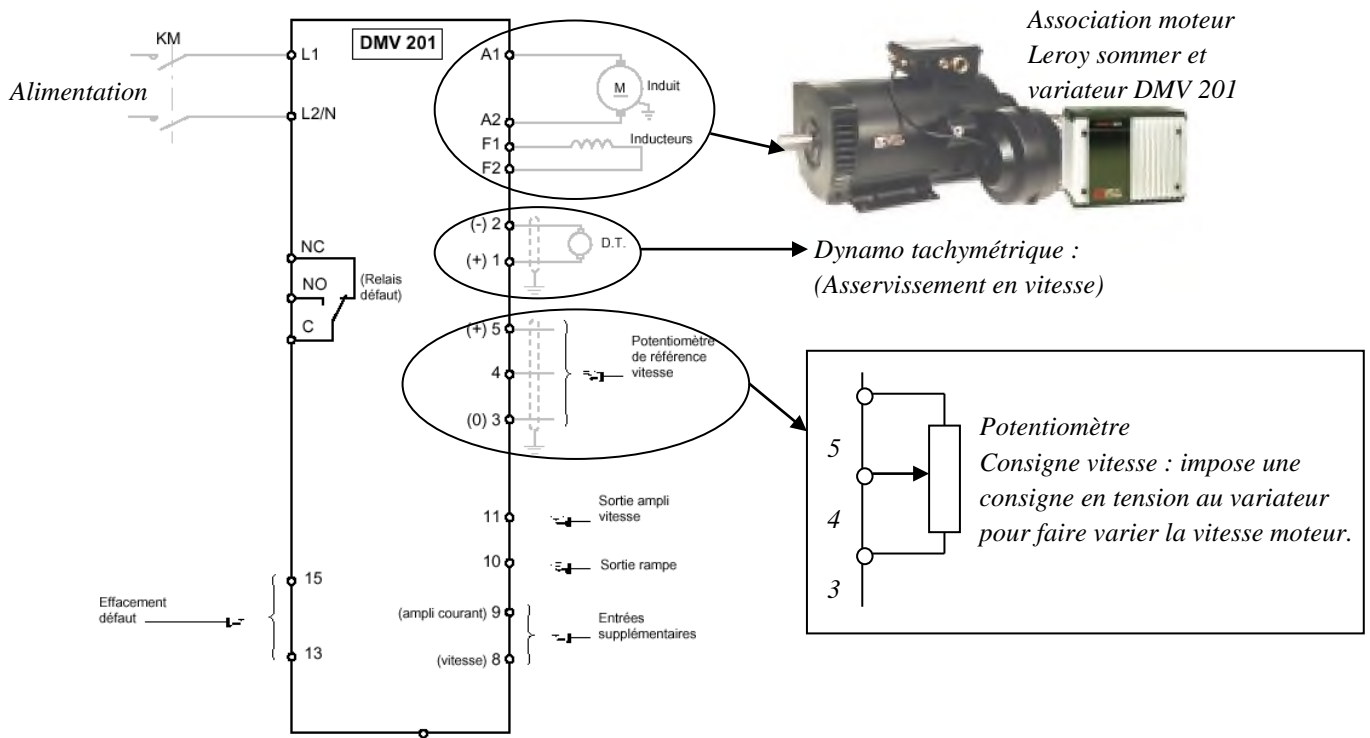 KM
Alimentation
L1
L2/N
DMV 201
A1
M
Induit
A2
F1
Inducteurs
F2
Association moteur
Leroy sommer et
variateur DMV 201
(-) 2
D.T.
(+) 1
Dynamo tachymétrique :
(Asservissement en vitesse)
NC
NO
(Relais
défaut)
C
(+) 5
4
(0) 3
Potentiomètre
de référence
vitesse
5
4
3
Potentiomètre
Consigne vitesse : impose une
consigne en tension au variateur
pour faire varier la vitesse moteur.
11
Sortie ampli
vitesse
10
Sortie rampe
(ampli courant) 9
Entrées
supplémentaires
(vitesse) 8
15
Effacement
défaut
13